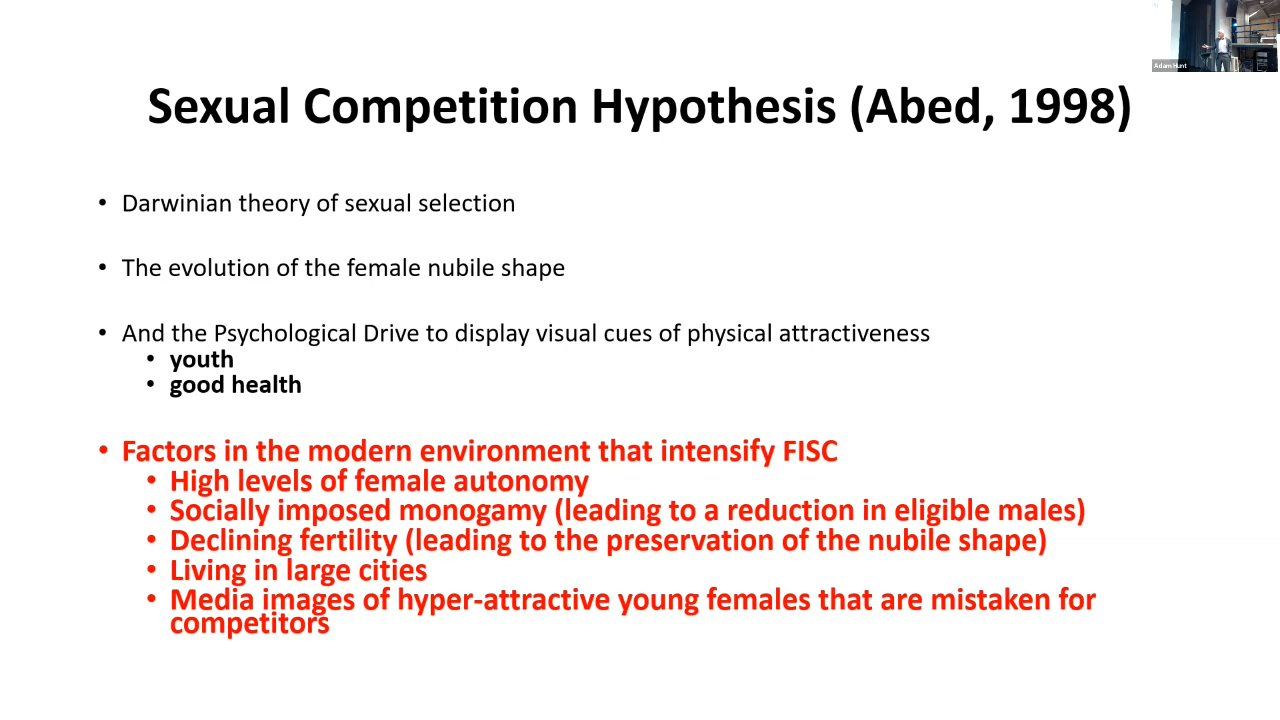 Adam Hunt
Sexual Competition Hypothesis (Abed, 1998)
• Darwinian theory of sexual selection
• The evolution of the female nubile shape
• And the Psychological Drive to display visual cues of physical attractiveness
• youth
• good health
• Factors in the modern environment that intensify FISC
• High levels of female autonomy
• Socially imposed monogamy (leading to a reduction in eligible males)
• Declining fertility (leading to the preservation of the nubile shape)
• Living in large cities
• Media images of hyper-attractive young females that are mistaken for
competitors